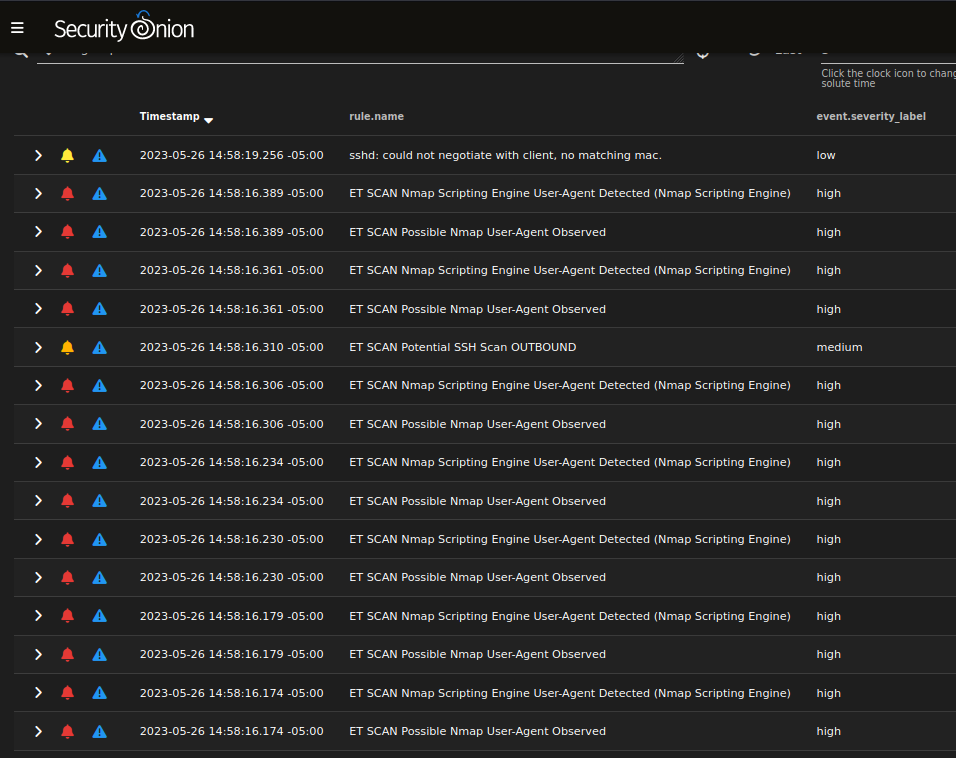 Security Onion
Click the clock icon to chang
solute time
Timestamp rule.name event.severity_label
2023-05-26 14:58:19.256 -05:00 sshd: could not negotiate with client, no matching mac. low
2023-05-26 14:58:16.389 -05:00 ET SCAN Nmap Scripting Engine User-Agent Detected (Nmap Scripting Engine) high
2023-05-26 14:58:16.389 -05:00 ET SCAN Possible Nmap User-Agent Observed high
2023-05-26 14:58:16.361 -05:00 ET SCAN Nmap Scripting Engine User-Agent Detected (Nmap Scripting Engine) high
2023-05-26 14:58:16.361 -05:00 ET SCAN Possible Nmap User-Agent Observed high
2023-05-26 14:58:16.310 -05:00 ET SCAN Potential SSH Scan OUTBOUND medium
2023-05-26 14:58:16.306 -05:00 ET SCAN Nmap Scripting Engine User-Agent Detected (Nmap Scripting Engine) high
2023-05-26 14:58:16.306 -05:00 ET SCAN Possible Nmap User-Agent Observed high
2023-05-26 14:58:16.234 -05:00 ET SCAN Nmap Scripting Engine User-Agent Detected (Nmap Scripting Engine) high
2023-05-26 14:58:16.234 -05:00 ET SCAN Possible Nmap User-Agent Observed high
2023-05-26 14:58:16.230 -05:00 ET SCAN Nmap Scripting Engine User-Agent Detected (Nmap Scripting Engine) high
2023-05-26 14:58:16.230 -05:00 ET SCAN Possible Nmap User-Agent Observed high
2023-05-26 14:58:16.179 -05:00 ET SCAN Nmap Scripting Engine User-Agent Detected (Nmap Scripting Engine) high
2023-05-26 14:58:16.179 -05:00 ET SCAN Possible Nmap User-Agent Observed high
2023-05-26 14:58:16.174 -05:00 ET SCAN Nmap Scripting Engine User-Agent Detected (Nmap Scripting Engine) high
2023-05-26 14:58:16.174 -05:00 ET SCAN Possible Nmap User-Agent Observed high